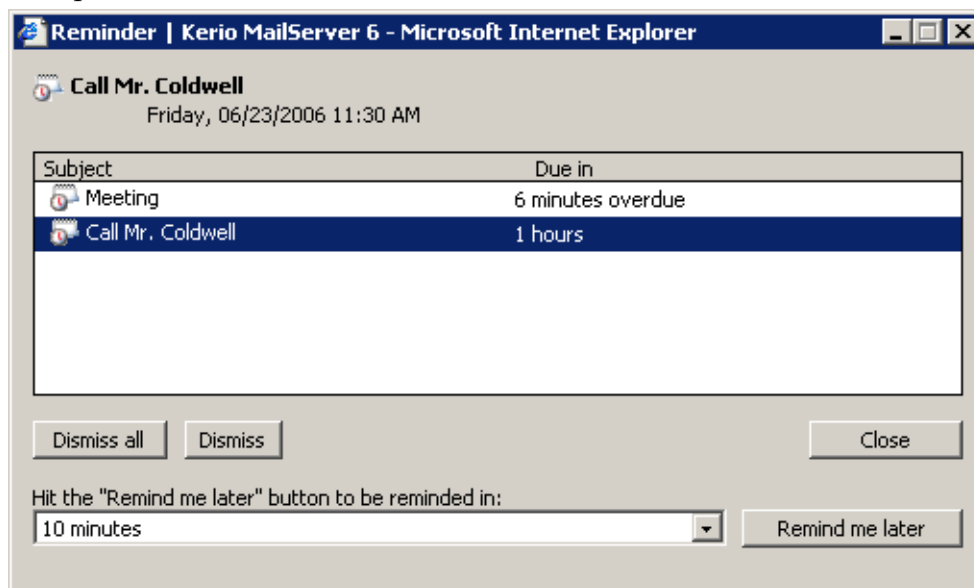 Reminder | Kerio MailServer 6 - Microsoft Internet Explorer
Call Mr. Coldwell
Friday, 06/23/2006 11:30 AM
Subject Due in
Meeting 6 minutes overdue
Call Mr. Coldwell 1 hours
Dismiss all Dismiss Close
Hit the "Remind me later" button to be reminded in:
10 minutes Remind me later